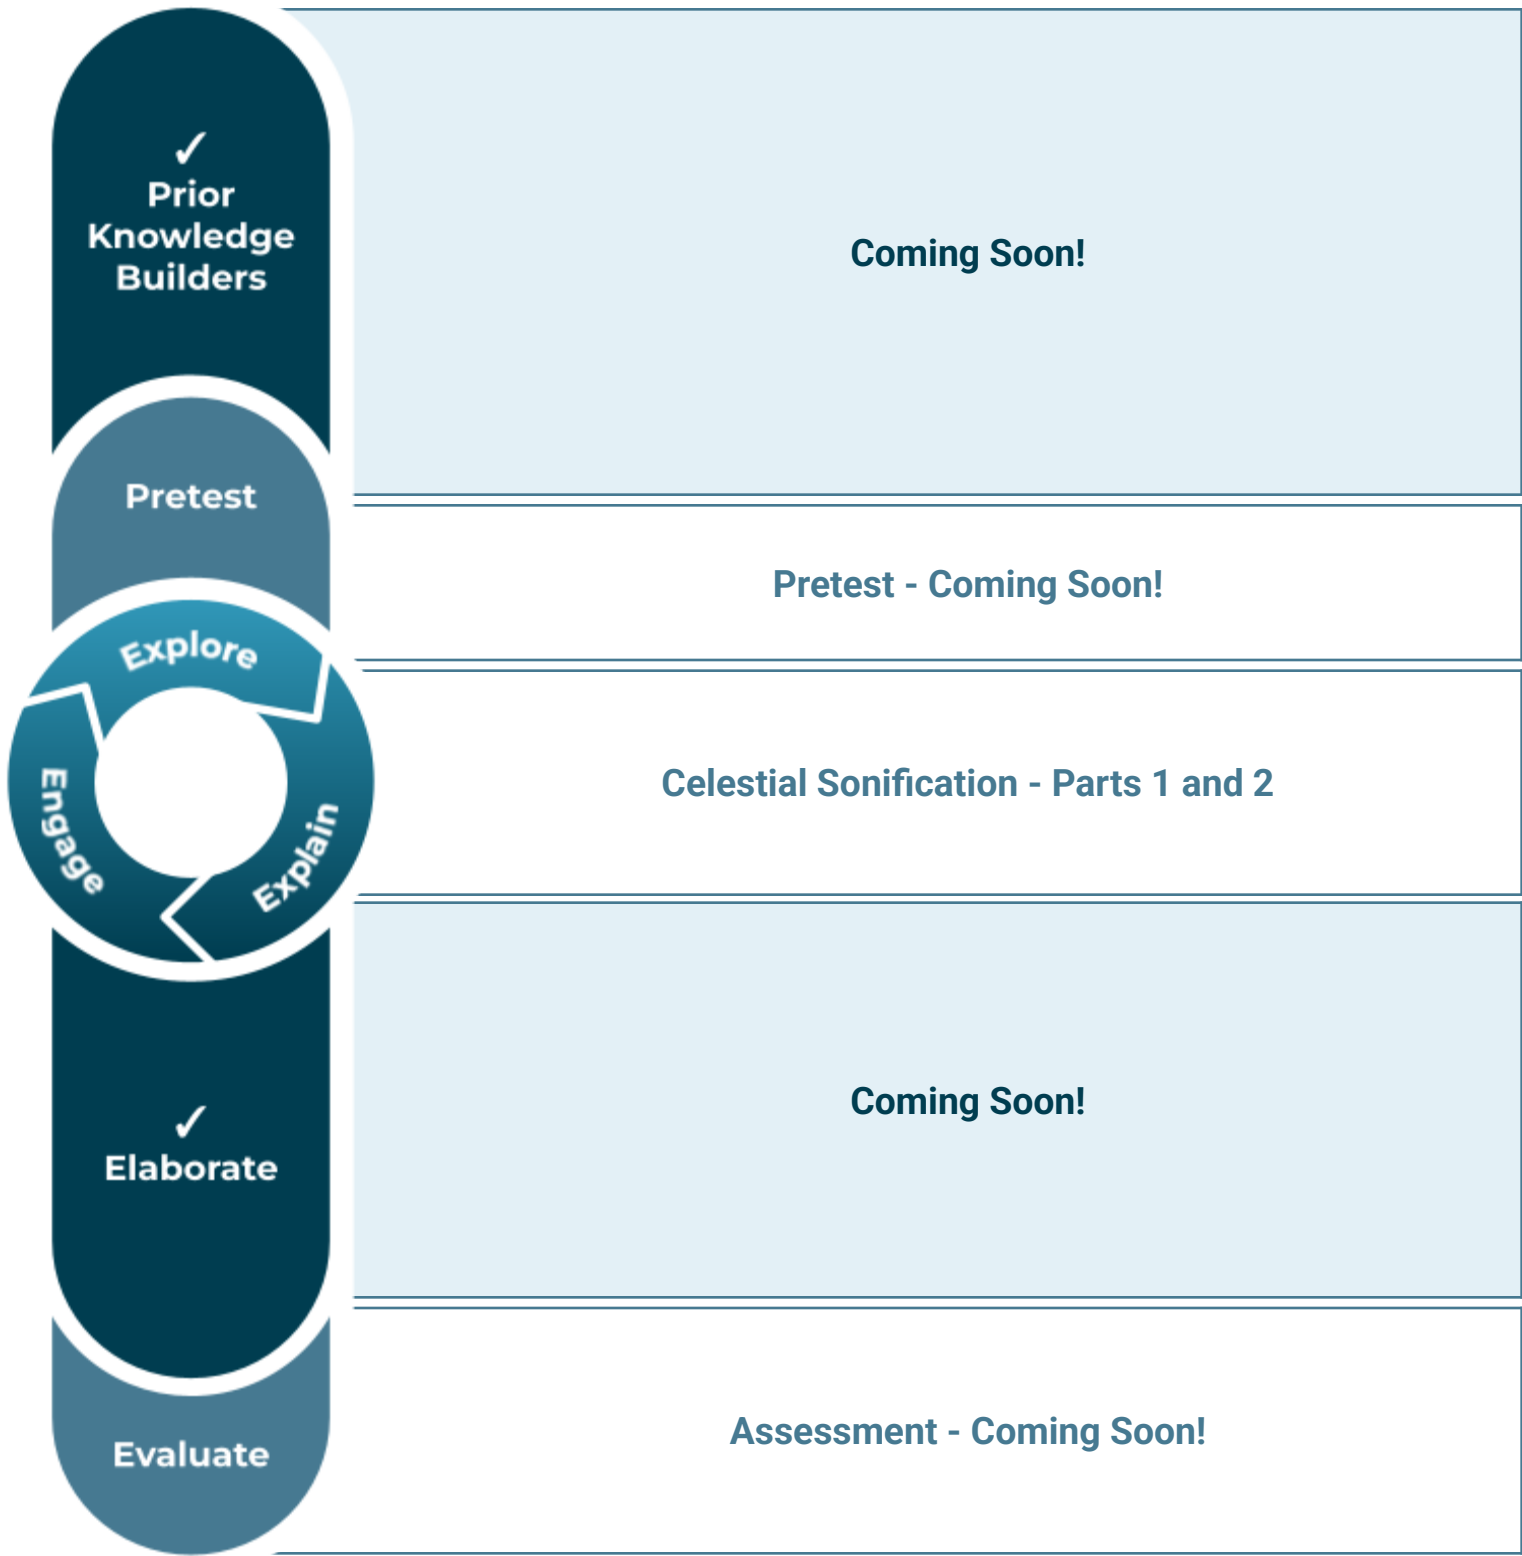 ✓
Prior
Knowledge
Builders
Coming Soon!
Pretest
Pretest - Coming Soon!
Explore
Engage
Explain
Celestial Sonification - Parts 1 and 2
✓
Elaborate
Coming Soon!
Evaluate
Assessment - Coming Soon!